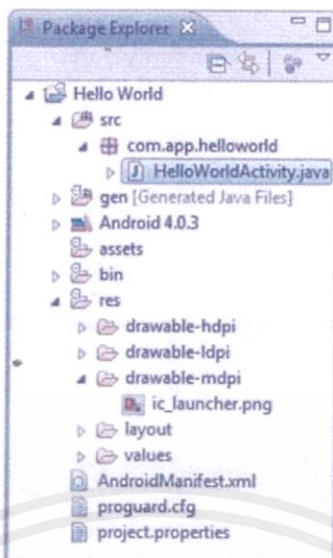 Package Explorer
Hello World
src
com.app.helloworld
HelloWorldActivity.java
gen [Generated Java Files]
Android 4.0.3
assets
bin
res
drawable-hdpi
drawable-ldpi
drawable-mdpi
ic_launcher.png
layout
values
AndroidManifest.xml
proguard.cfg
project.properties